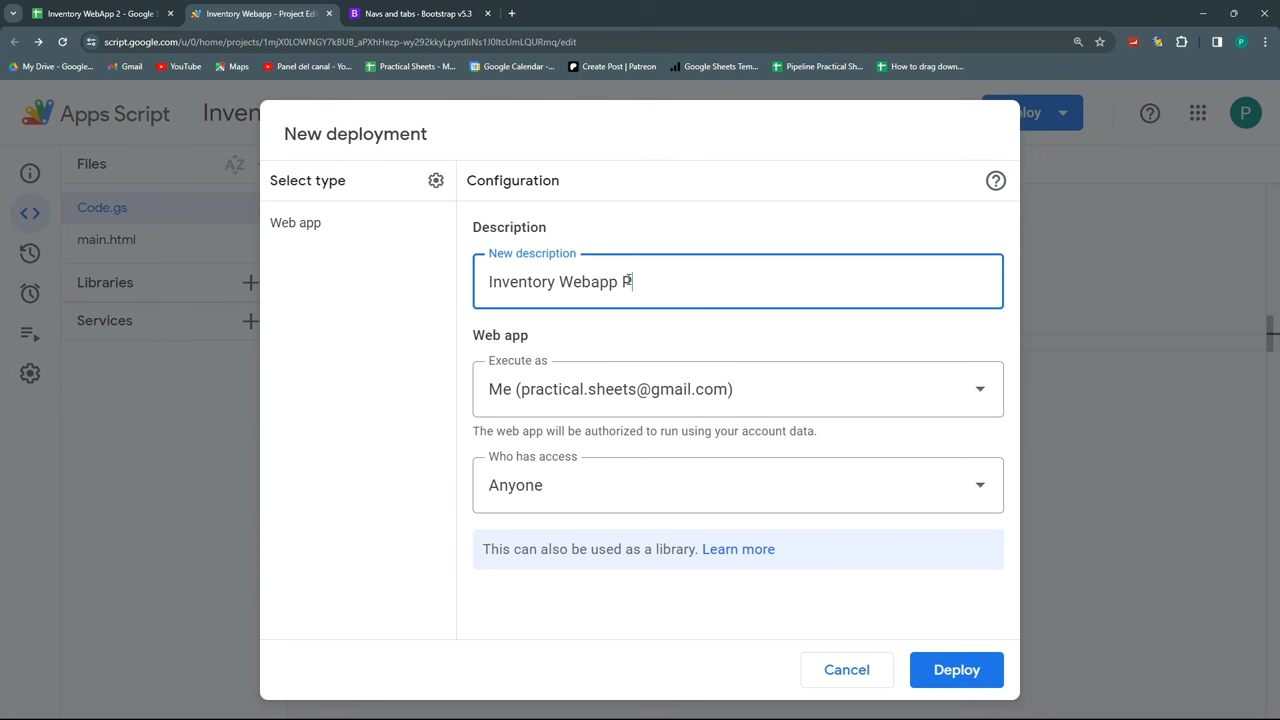 Inventory WebApp 2 - Google S
Inventory Webapp - Project Edi
Navs and tabs · Bootstrap v5.3
script.google.com/u/0/home/projects/
/edit
My Drive - Google...
Gmail
YouTube
Maps
Panel del canal - Yo...
Practical Sheets - M...
Google Calendar -...
Create Post | Patreon
Google Sheets Tem...
Pipeline Practical Sh...
How to drag down...
Apps Script
Inven
loy
P
New deployment
Files
AZ
Select type
Configuration
Code.gs
Web app
Description
main.html
New description
Inventory Webapp P
Libraries
Services
Web app
Execute as
Me (practical.sheets@gmail.com)
The web app will be authorized to run using your account data.
Who has access
Anyone
This can also be used as a library. Learn more
Cancel
Deploy